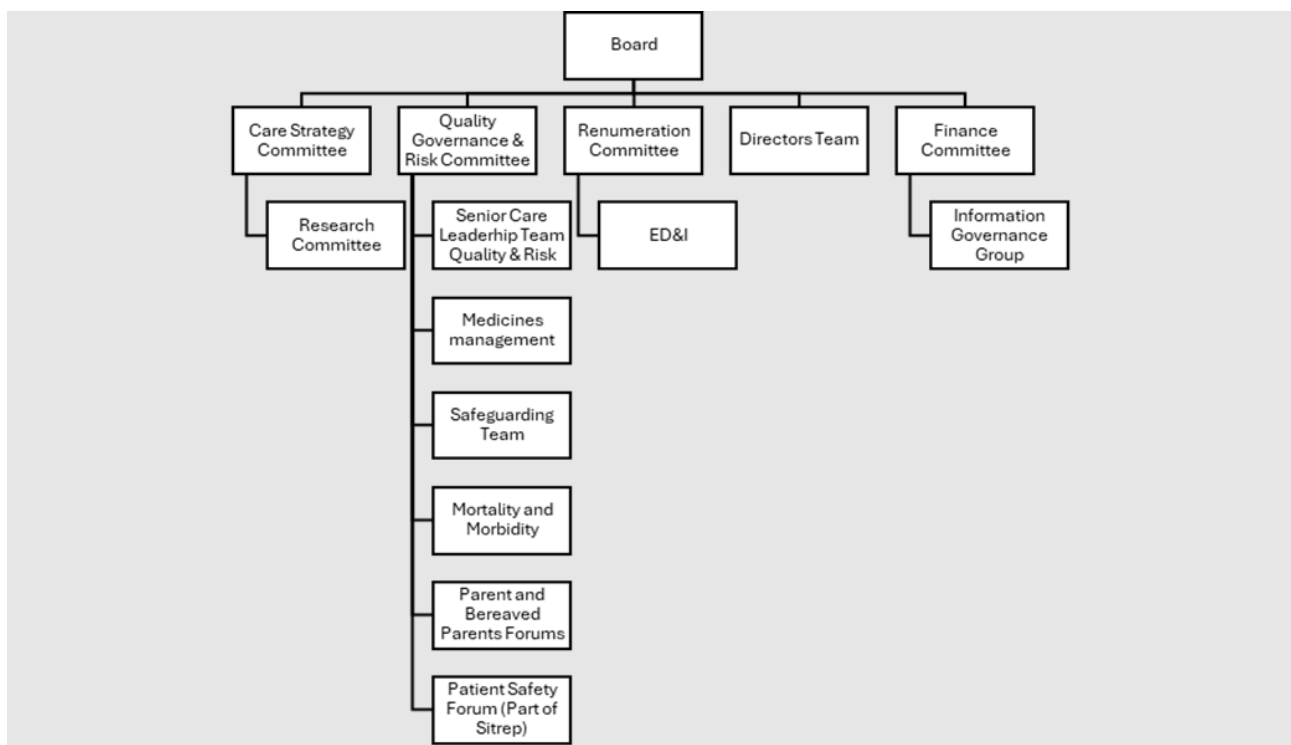 Board
Care Strategy
Committee
Quality
Governance &
Risk Committee
Renumeration
Committee
Directors Team
Finance
Committee
Research
Committee
Senior Care
Leaderhip Team
Quality & Risk
ED&I
Information
Governance
Group
Medicines
management
Safeguarding
Team
Mortality and
Morbidity
Parent and
Bereaved
Parents Forums
Patient Safety
Forum (Part of
Sitrep)